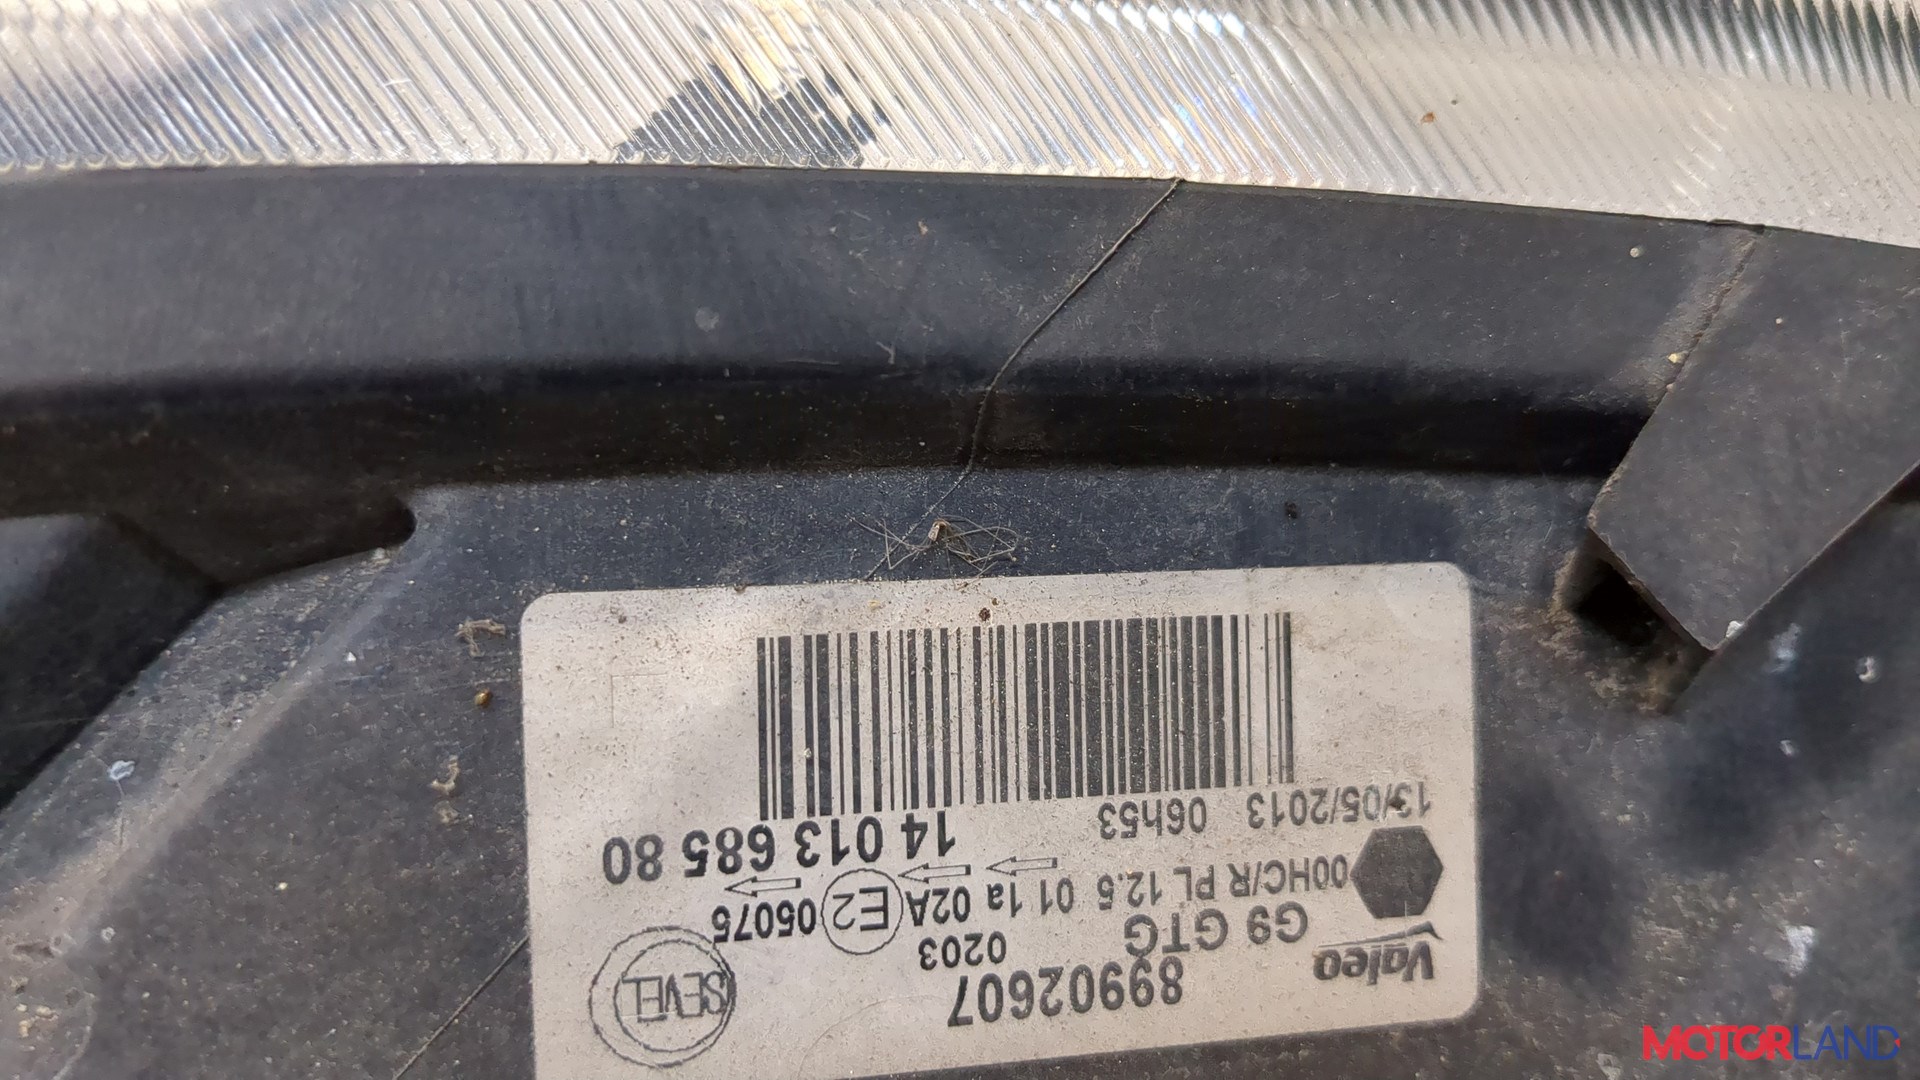 89902607
Valeo
G9 GTG
0203
SEVEL
00HC/R PL 12.5 01 1a 02A E2 05075
13/05/2013 06h53
14 013 685 80
MOTORLAND